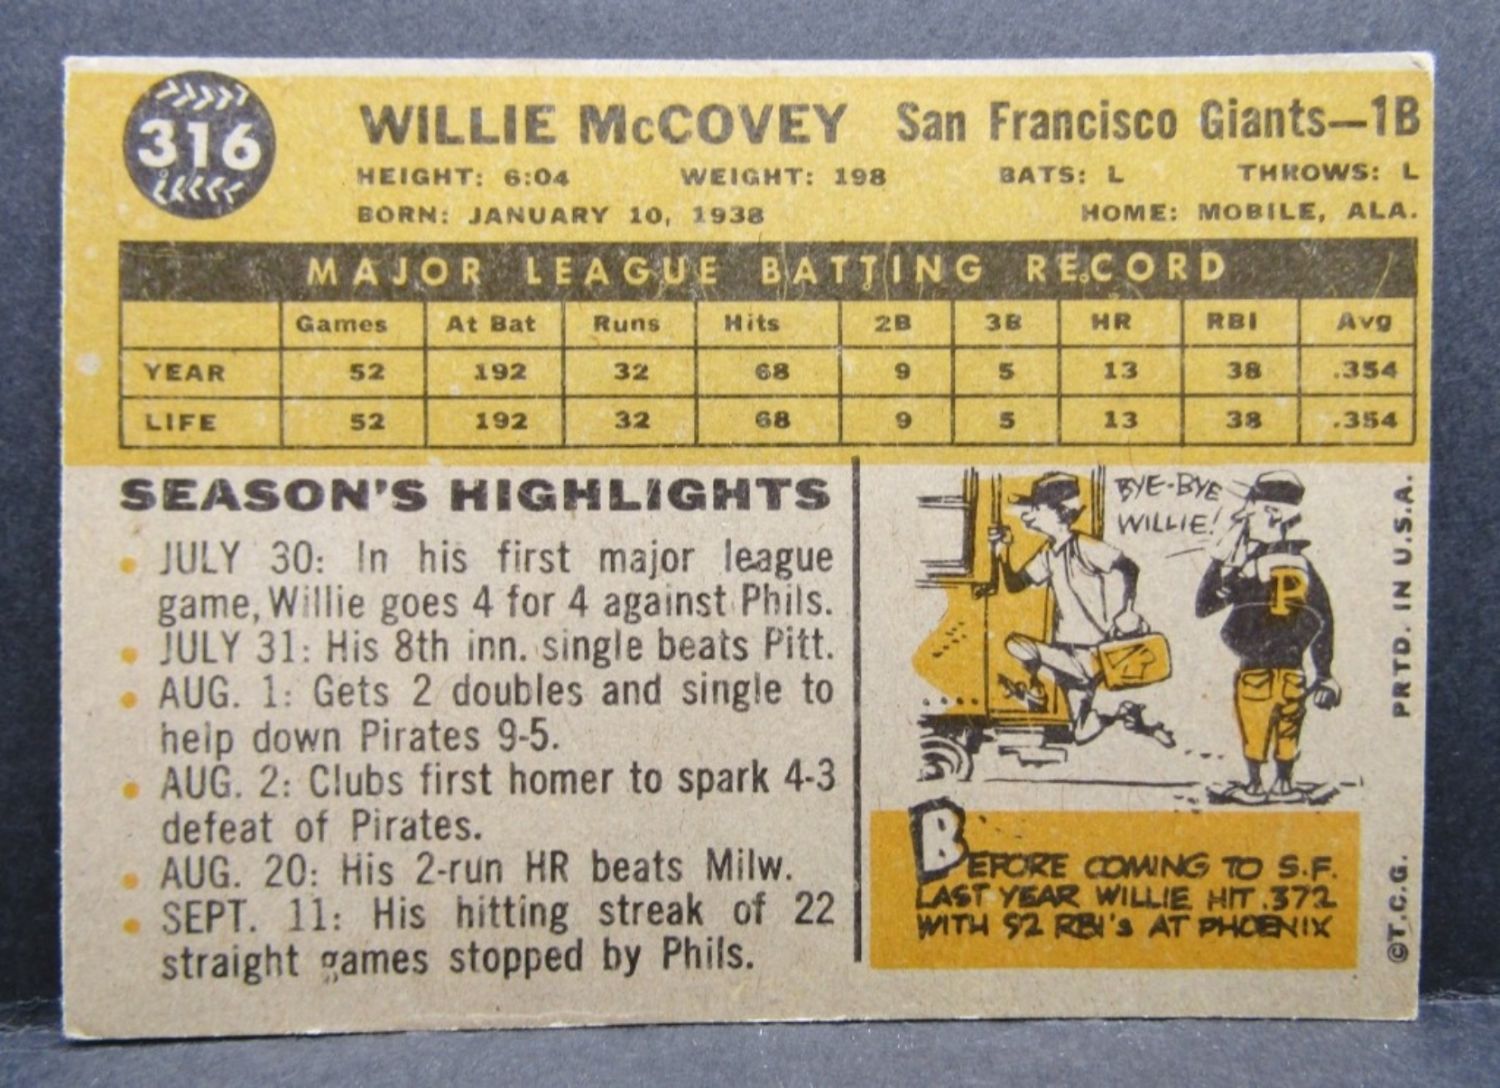 316
WILLIE McCOVEY San Francisco Giants—1B
HEIGHT: 6:04 WEIGHT: 198 BATS: L THROWS: L
BORN: JANUARY 10, 1938 HOME: MOBILE, ALA.
MAJOR LEAGUE BATTING RECORD
Games At Bat Runs Hits 2B 3B HR RBI Avg
YEAR 52 192 32 68 9 5 13 38 .354
LIFE 52 192 32 68 9 5 13 38 .354
SEASON'S HIGHLIGHTS
• JULY 30: In his first major league
game, Willie goes 4 for 4 against Phils.
• JULY 31: His 8th inn. single beats Pitt.
• AUG. 1: Gets 2 doubles and single to
help down Pirates 9-5.
• AUG. 2: Clubs first homer to spark 4-3
defeat of Pirates.
• AUG. 20: His 2-run HR beats Milw.
• SEPT. 11: His hitting streak of 22
straight games stopped by Phils.
BYE-BYE
WILLIE!
P
BEFORE COMING TO S.F.
LAST YEAR WILLIE HIT .372
WITH 92 RBI's AT PHOENIX
©T.C.G. PRTD. IN U.S.A.